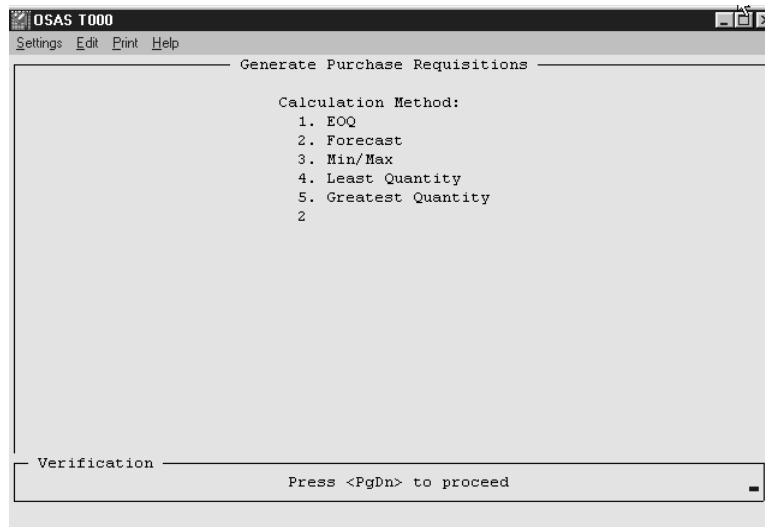 OSAS T000
Settings Edit Print Help
Generate Purchase Requisitions
Calculation Method:
1. EOQ
2. Forecast
3. Min/Max
4. Least Quantity
5. Greatest Quantity
2
Verification
Press <PgDn> to proceed